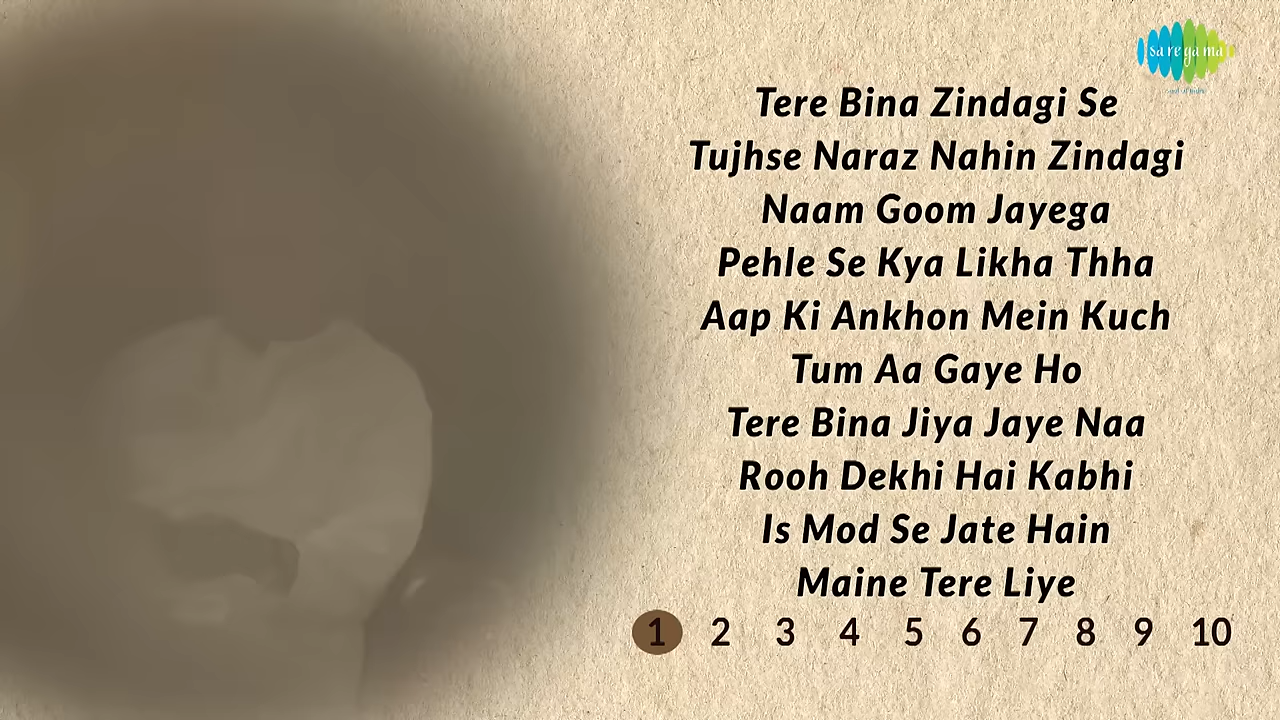 sa re ga ma
Tere Bina Zindagi Se
Tujhse Naraz Nahin Zindagi
Naam Goom Jayega
Pehle Se Kya Likha Thha
Aap Ki Ankhon Mein Kuch
Tum Aa Gaye Ho
Tere Bina Jiya Jaye Naa
Rooh Dekhi Hai Kabhi
Is Mod Se Jate Hain
Maine Tere Liye
1 2 3 4 5 6 7 8 9 10